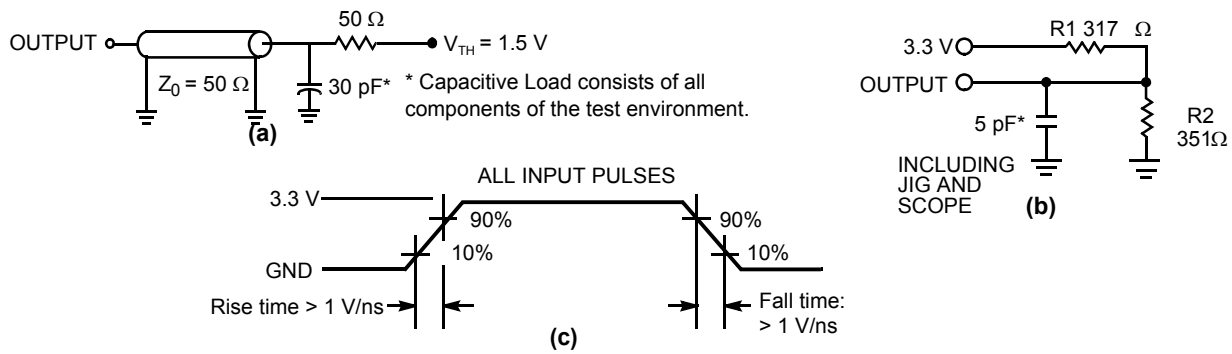 50 Ω
OUTPUT
V_TH = 1.5 V
Z_0 = 50 Ω
30 pF*
* Capacitive Load consists of all
components of the test environment.
(a)
R1 317 Ω
3.3 V
OUTPUT
5 pF*
R2
351Ω
INCLUDING
JIG AND
SCOPE
(b)
ALL INPUT PULSES
3.3 V
90%
10%
GND
90%
10%
Rise time > 1 V/ns
Fall time:
> 1 V/ns
(c)